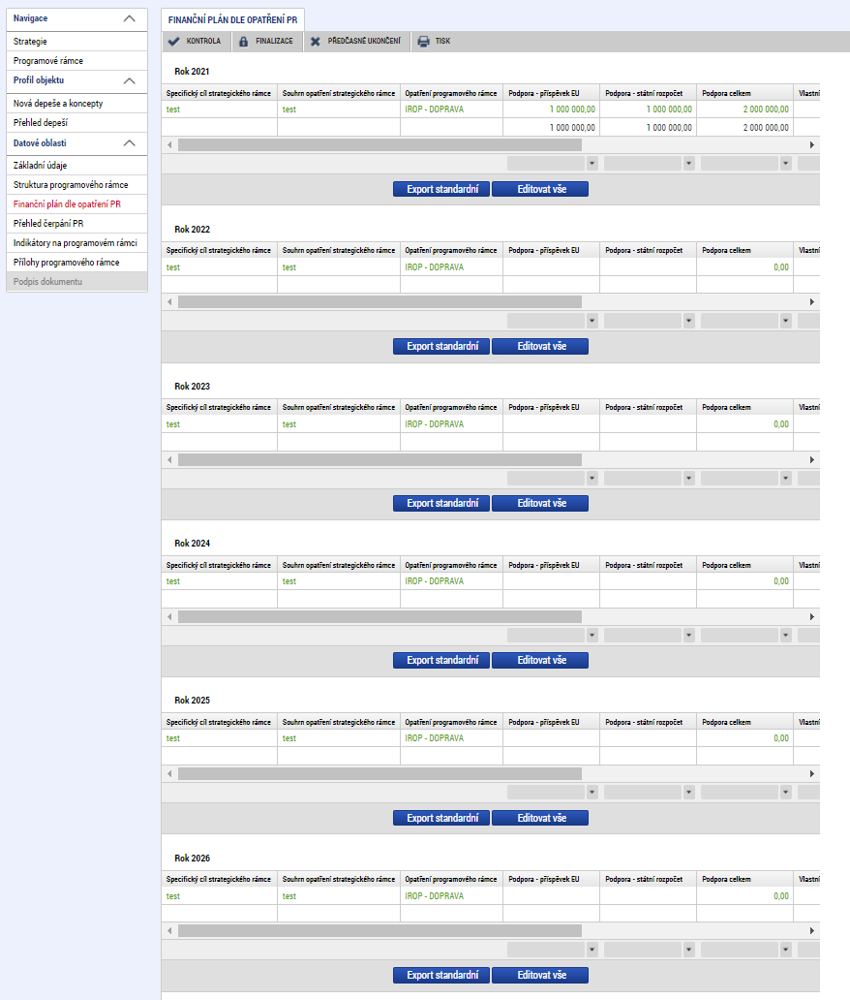 Navigace
Strategie
Programové rámce
Profil objektu
Nová depeše a koncepty
Přehled depeší
Datové oblasti
Základní údaje
Struktura programového rámce
Finanční plán dle opatření PR
Přehled čerpání PR
Indikátory na programovém rámci
Přílohy programového rámce
Podpis dokumentu
FINANČNÍ PLÁN DLE OPATŘENÍ PR
KONTROLA FINALIZACE PŘEDČASNÉ UKONČENÍ TISK
Rok 2021
Specifický cíl strategického rámce Souhrn opatření strategického rámce Opatření programového rámce Podpora - příspěvek EU Podpora - státní rozpočet Podpora celkem Vlastní
test test IROP - DOPRAVA 1 000 000,00 1 000 000,00 2 000 000,00
1 000 000,00 1 000 000,00 2 000 000,00
Export standardní Editovat vše
Rok 2022
Specifický cíl strategického rámce Souhrn opatření strategického rámce Opatření programového rámce Podpora - příspěvek EU Podpora - státní rozpočet Podpora celkem Vlastní
test test IROP - DOPRAVA 0,00
Export standardní Editovat vše
Rok 2023
Specifický cíl strategického rámce Souhrn opatření strategického rámce Opatření programového rámce Podpora - příspěvek EU Podpora - státní rozpočet Podpora celkem Vlastní
test test IROP - DOPRAVA 0,00
Export standardní Editovat vše
Rok 2024
Specifický cíl strategického rámce Souhrn opatření strategického rámce Opatření programového rámce Podpora - příspěvek EU Podpora - státní rozpočet Podpora celkem Vlastní
test test IROP - DOPRAVA 0,00
Export standardní Editovat vše
Rok 2025
Specifický cíl strategického rámce Souhrn opatření strategického rámce Opatření programového rámce Podpora - příspěvek EU Podpora - státní rozpočet Podpora celkem Vlastní
test test IROP - DOPRAVA 0,00
Export standardní Editovat vše
Rok 2026
Specifický cíl strategického rámce Souhrn opatření strategického rámce Opatření programového rámce Podpora - příspěvek EU Podpora - státní rozpočet Podpora celkem Vlastní
test test IROP - DOPRAVA 0,00
Export standardní Editovat vše